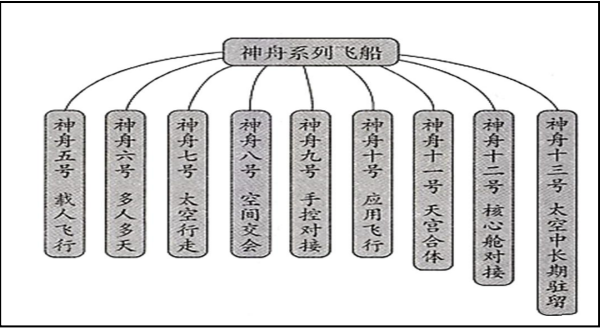 神舟系列飞船
神舟五号 载人飞行
神舟六号 多人多天
神舟七号 太空行走
神舟八号 空间交会
神舟九号 手控对接
神舟十号 应用飞行
神舟十一号 天宫合体
神舟十二号 核心舱对接
神舟十三号 太空中长期驻留